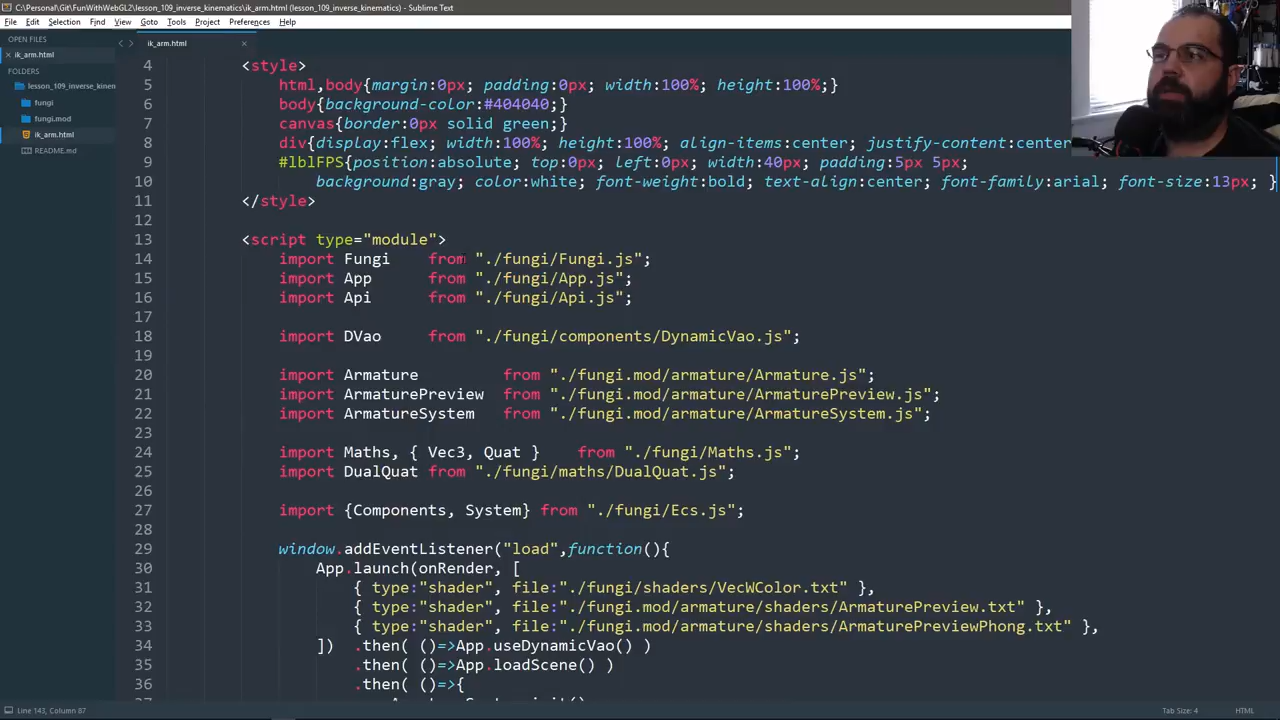 C:\Personal\Git\FunWithWebGL2\lesson_109_inverse_kinematics\ik_arm.html (lesson_109_inverse_kinematics) - Sublime Text
File Edit Selection Find View Goto Tools Project Preferences Help
OPEN FILES
ik_arm.html
FOLDERS
lesson_109_inverse_kinem
fungi
fungi.mod
ik_arm.html
README.md
ik_arm.html
4 <style>
5 html,body{margin:0px; padding:0px; width:100%; height:100%;}
6 body{background-color:#404040;}
7 canvas{border:0px solid green;}
8 div{display:flex; width:100%; height:100%; align-items:center; justify-content:center
9 #lblFPS{position:absolute; top:0px; left:0px; width:40px; padding:5px 5px;
10 background:gray; color:white; font-weight:bold; text-align:center; font-family:arial; font-size:13px; }
11 </style>
12
13 <script type="module">
14 import Fungi from "./fungi/Fungi.js";
15 import App from "./fungi/App.js";
16 import Api from "./fungi/Api.js";
17
18 import DVao from "./fungi/components/DynamicVao.js";
19
20 import Armature from "./fungi.mod/armature/Armature.js";
21 import ArmaturePreview from "./fungi.mod/armature/ArmaturePreview.js";
22 import ArmatureSystem from "./fungi.mod/armature/ArmatureSystem.js";
23
24 import Maths, { Vec3, Quat } from "./fungi/Maths.js";
25 import DualQuat from "./fungi/maths/DualQuat.js";
26
27 import {Components, System} from "./fungi/Ecs.js";
28
29 window.addEventListener("load",function(){
30 App.launch(onRender, [
31 { type:"shader", file:"./fungi/shaders/VecWColor.txt" },
32 { type:"shader", file:"./fungi.mod/armature/shaders/ArmaturePreview.txt" },
33 { type:"shader", file:"./fungi.mod/armature/shaders/ArmaturePreviewPhong.txt" },
34 ]) .then( ()=>App.useDynamicVao() )
35 .then( ()=>App.loadScene() )
36 .then( ()=>{
Line 143, Column 87
Tab Size: 4
HTML